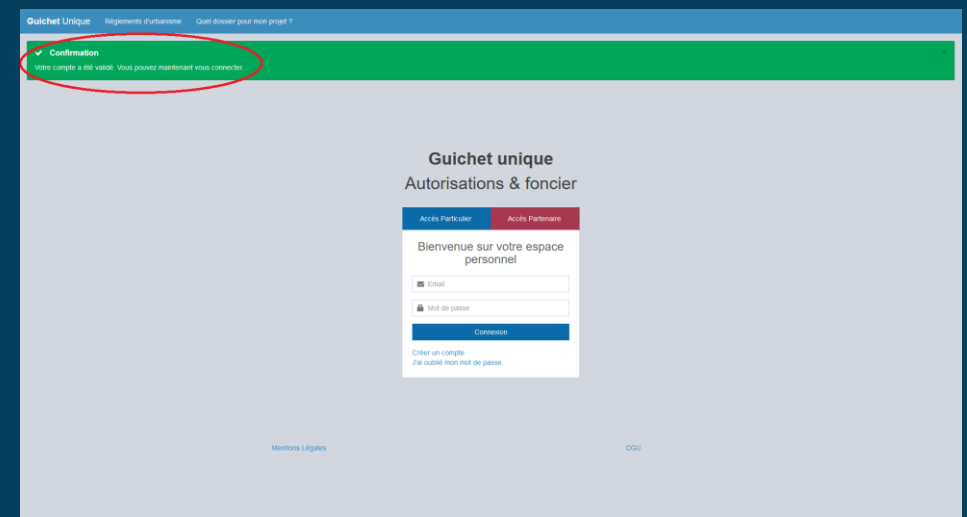 Guichet Unique Règlements d'urbanisme Quel dossier pour mon projet ?
Confirmation
Votre compte a été validé. Vous pouvez maintenant vous connecter.
Guichet unique
Autorisations & foncier
Accès Particulier Accès Partenaire
Bienvenue sur votre espace
personnel
Email
Mot de passe
Connexion
Créer un compte
J'ai oublié mon mot de passe.
Mentions Légales CGU